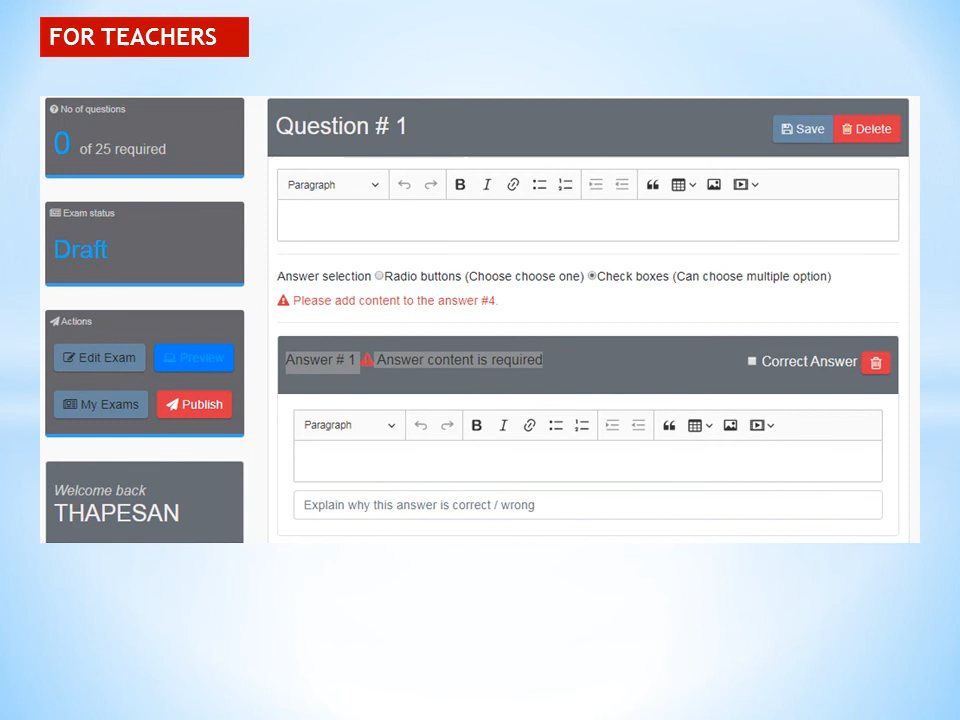 FOR TEACHERS
No of questions
0 of 25 required
Exam status
Draft
Actions
Edit Exam
Preview
My Exams
Publish
Welcome back
THAPESAN
Question # 1
Save
Delete
Paragraph
Answer selection Radio buttons (Choose choose one) Check boxes (Can choose multiple option)
Please add content to the answer #4.
Answer # 1 Answer content is required
Correct Answer
Paragraph
Explain why this answer is correct / wrong